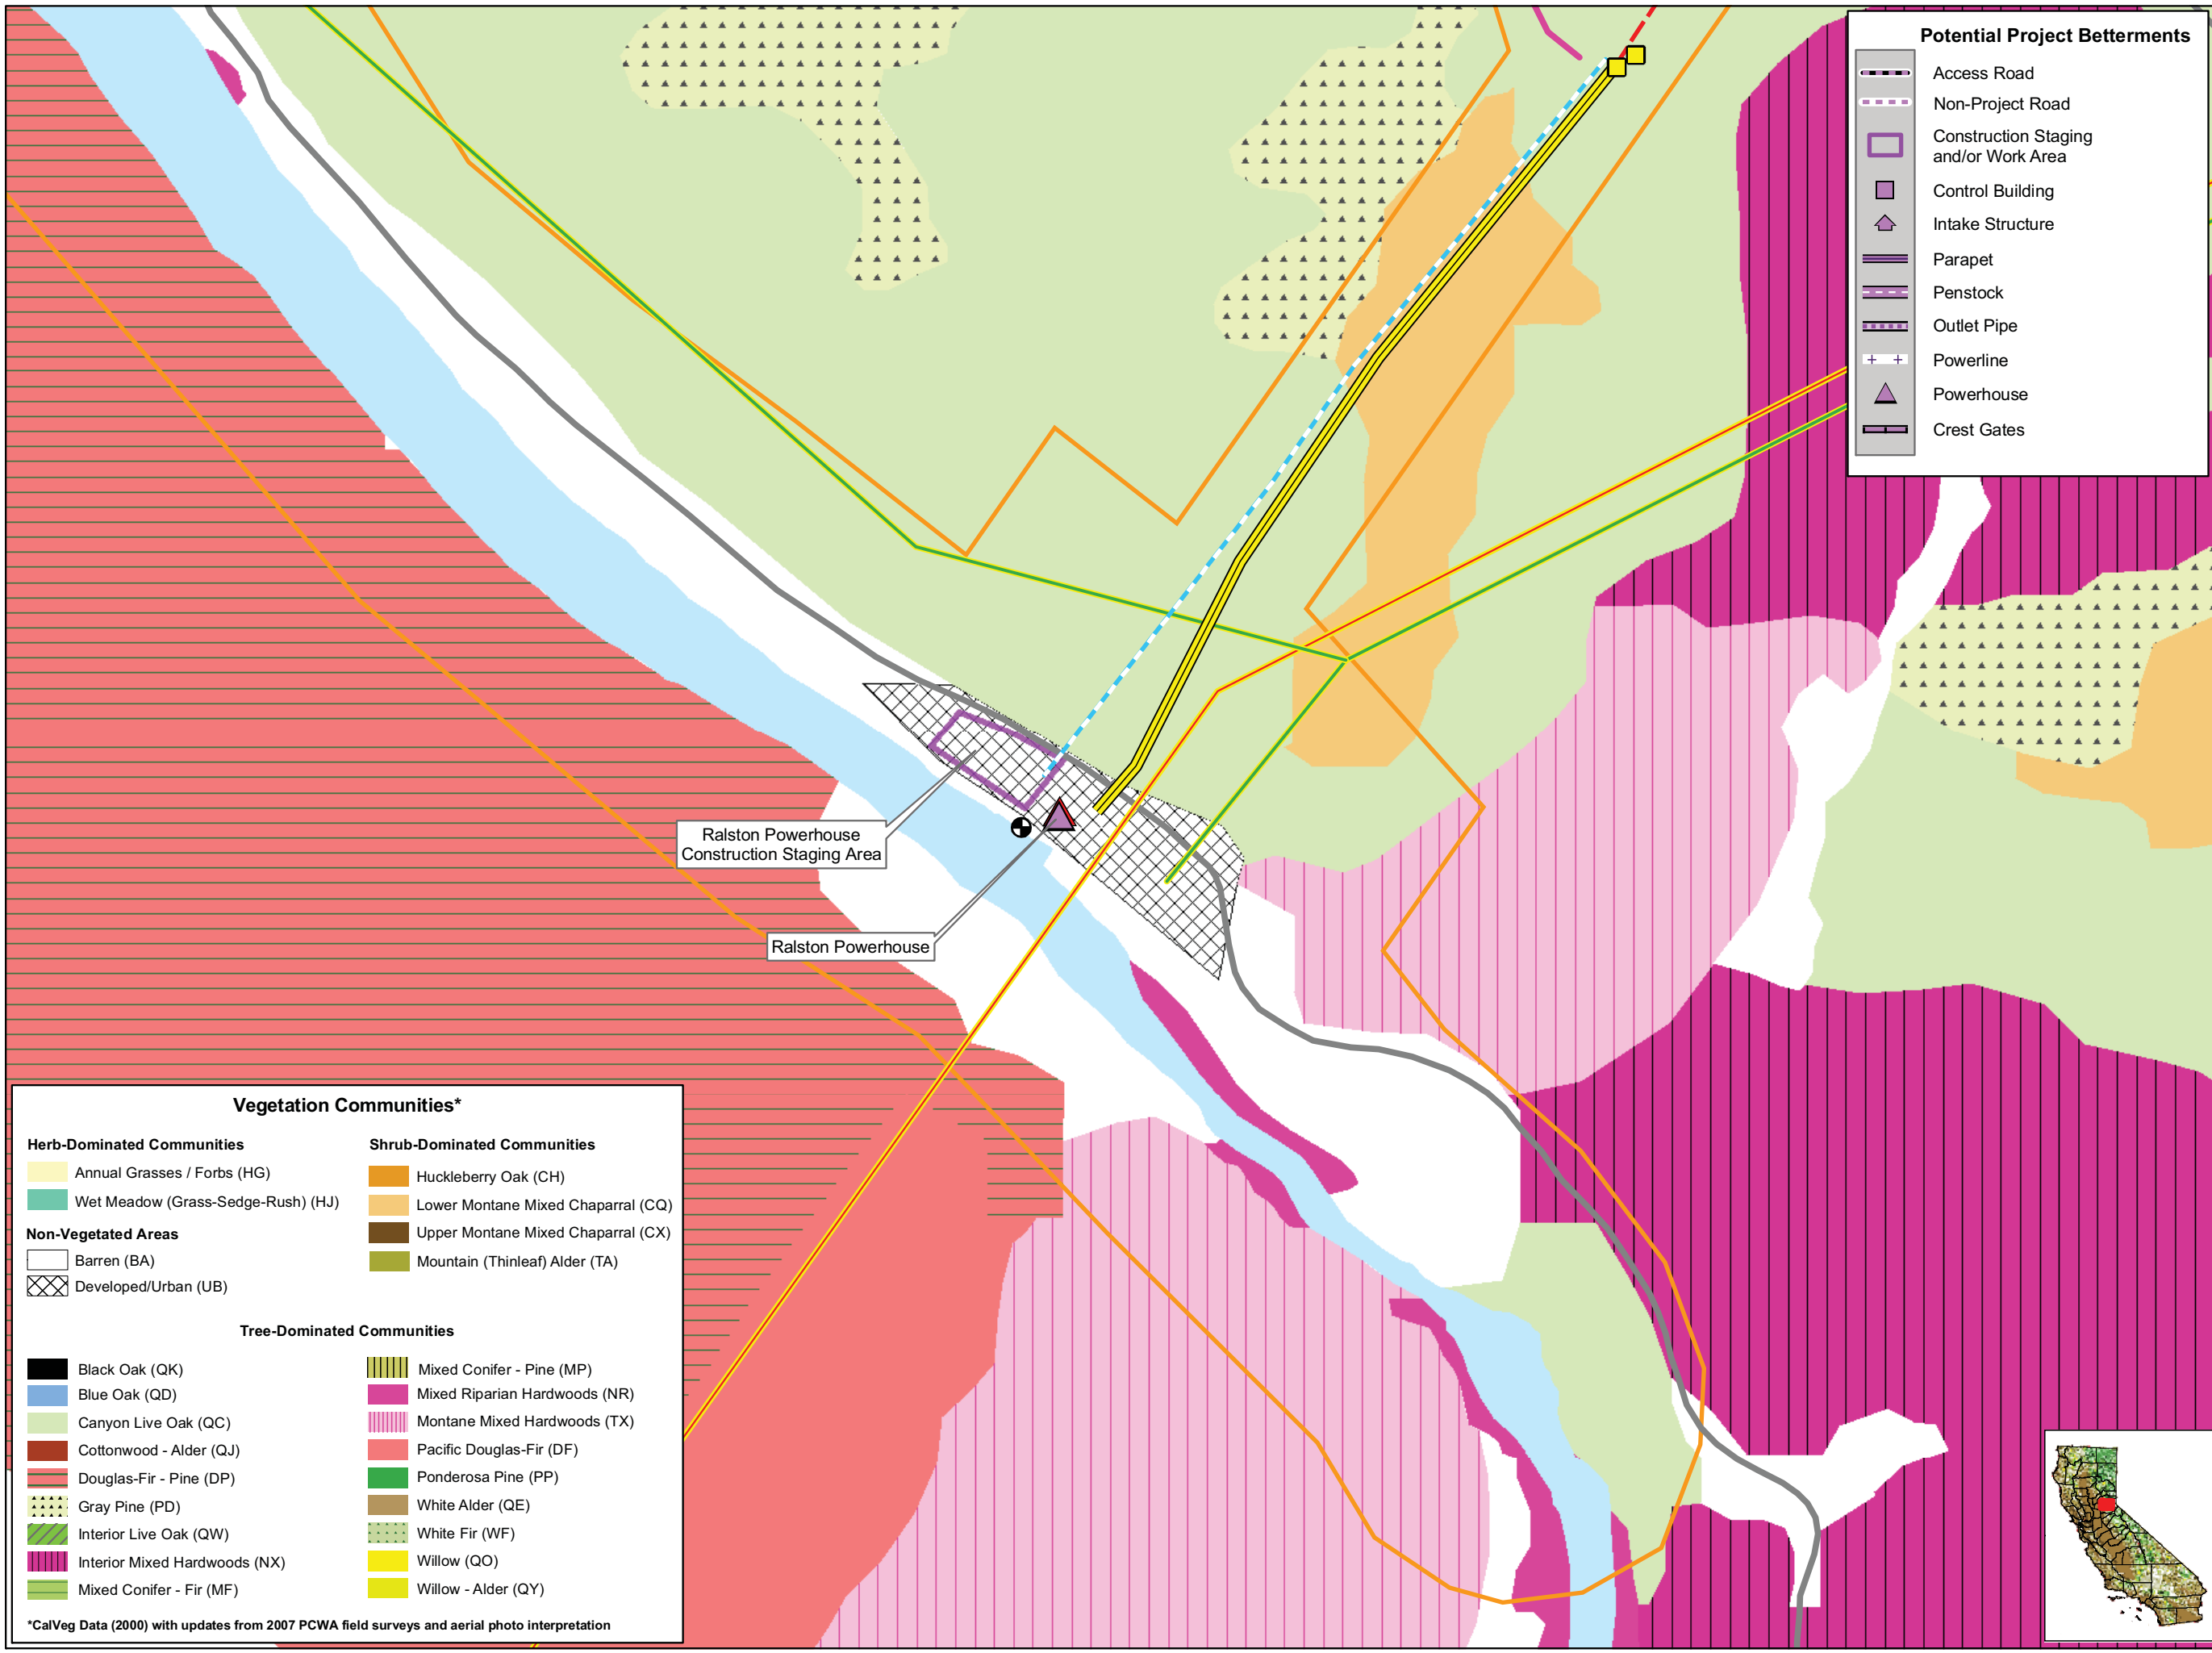 Potential Project Betterments
Access Road
Non-Project Road
Construction Staging
and/or Work Area
Control Building
Intake Structure
Parapet
Penstock
Outlet Pipe
Powerline
Powerhouse
Crest Gates
Ralston Powerhouse
Construction Staging Area
Ralston Powerhouse
Vegetation Communities*
Herb-Dominated Communities
Annual Grasses / Forbs (HG)
Wet Meadow (Grass-Sedge-Rush) (HJ)
Non-Vegetated Areas
Barren (BA)
Developed/Urban (UB)
Shrub-Dominated Communities
Huckleberry Oak (CH)
Lower Montane Mixed Chaparral (CQ)
Upper Montane Mixed Chaparral (CX)
Mountain (Thinleaf) Alder (TA)
Tree-Dominated Communities
Black Oak (QK)
Blue Oak (QD)
Canyon Live Oak (QC)
Cottonwood - Alder (QJ)
Douglas-Fir - Pine (DP)
Gray Pine (PD)
Interior Live Oak (QW)
Interior Mixed Hardwoods (NX)
Mixed Conifer - Fir (MF)
Mixed Conifer - Pine (MP)
Mixed Riparian Hardwoods (NR)
Montane Mixed Hardwoods (TX)
Pacific Douglas-Fir (DF)
Ponderosa Pine (PP)
White Alder (QE)
White Fir (WF)
Willow (QO)
Willow - Alder (QY)
*CalVeg Data (2000) with updates from 2007 PCWA field surveys and aerial photo interpretation